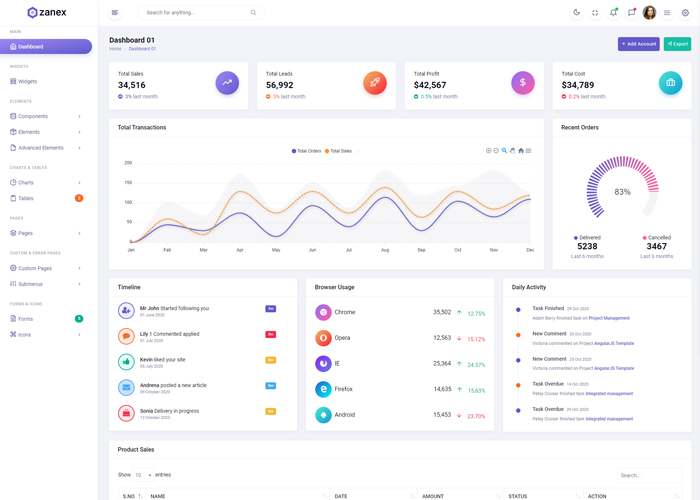 zanex
Search for anything...
MAIN
Dashboard
WIDGETS
Widgets
ELEMENTS
Components
Elements
Advanced Elements
CHARTS & TABLES
Charts
Tables
PAGES
Pages
CUSTOM & ERROR PAGES
Custom Pages
Submenus
FORMS & ICONS
Forms
Icons
Dashboard 01
Home
Dashboard 01
+ Add Account
Export
Total Sales
34,516
3% last month
Total Leads
56,992
3% last month
Total Profit
$42,567
0.5% last month
Total Cost
$34,789
0.2% last month
Total Transactions
Total Orders Total Sales
200
150
100
50
0
Jan Feb Mar Apr May Jun Jul Aug Sep Oct Nov Dec
Recent Orders
83%
Delivered
5238
Last 6 months
Cancelled
3467
Last 6 months
Timeline
Mr John Started following you
01 June 2020
Lily 1 Commented applied
01 July 2020
Kevin liked your site
05 July 2020
Andrena posted a new article
09 October 2020
Sonia Delivery in progress
12 October 2020
Browser Usage
Chrome 35,502 12.75%
Opera 12,563 15.12%
IE 25,364 24.37%
Firefox 14,635 15,63%
Android 15,453 23.70%
Daily Activity
Task Finished 29 Oct 2020
Adam Berry finished task on Project Management
New Comment 25 Oct 2020
Victoria commented on Project AngularJS Template
New Comment 25 Oct 2020
Victoria commented on Project AngularJS Template
Task Overdue 14 Oct 2020
Petey Cruiser finished task Integrated management
Task Overdue 29 Oct 2020
Petey Cruiser finished task Integrated management
Product Sales
Show 10 entries
Search...
S.NO NAME DATE AMOUNT STATUS ACTION